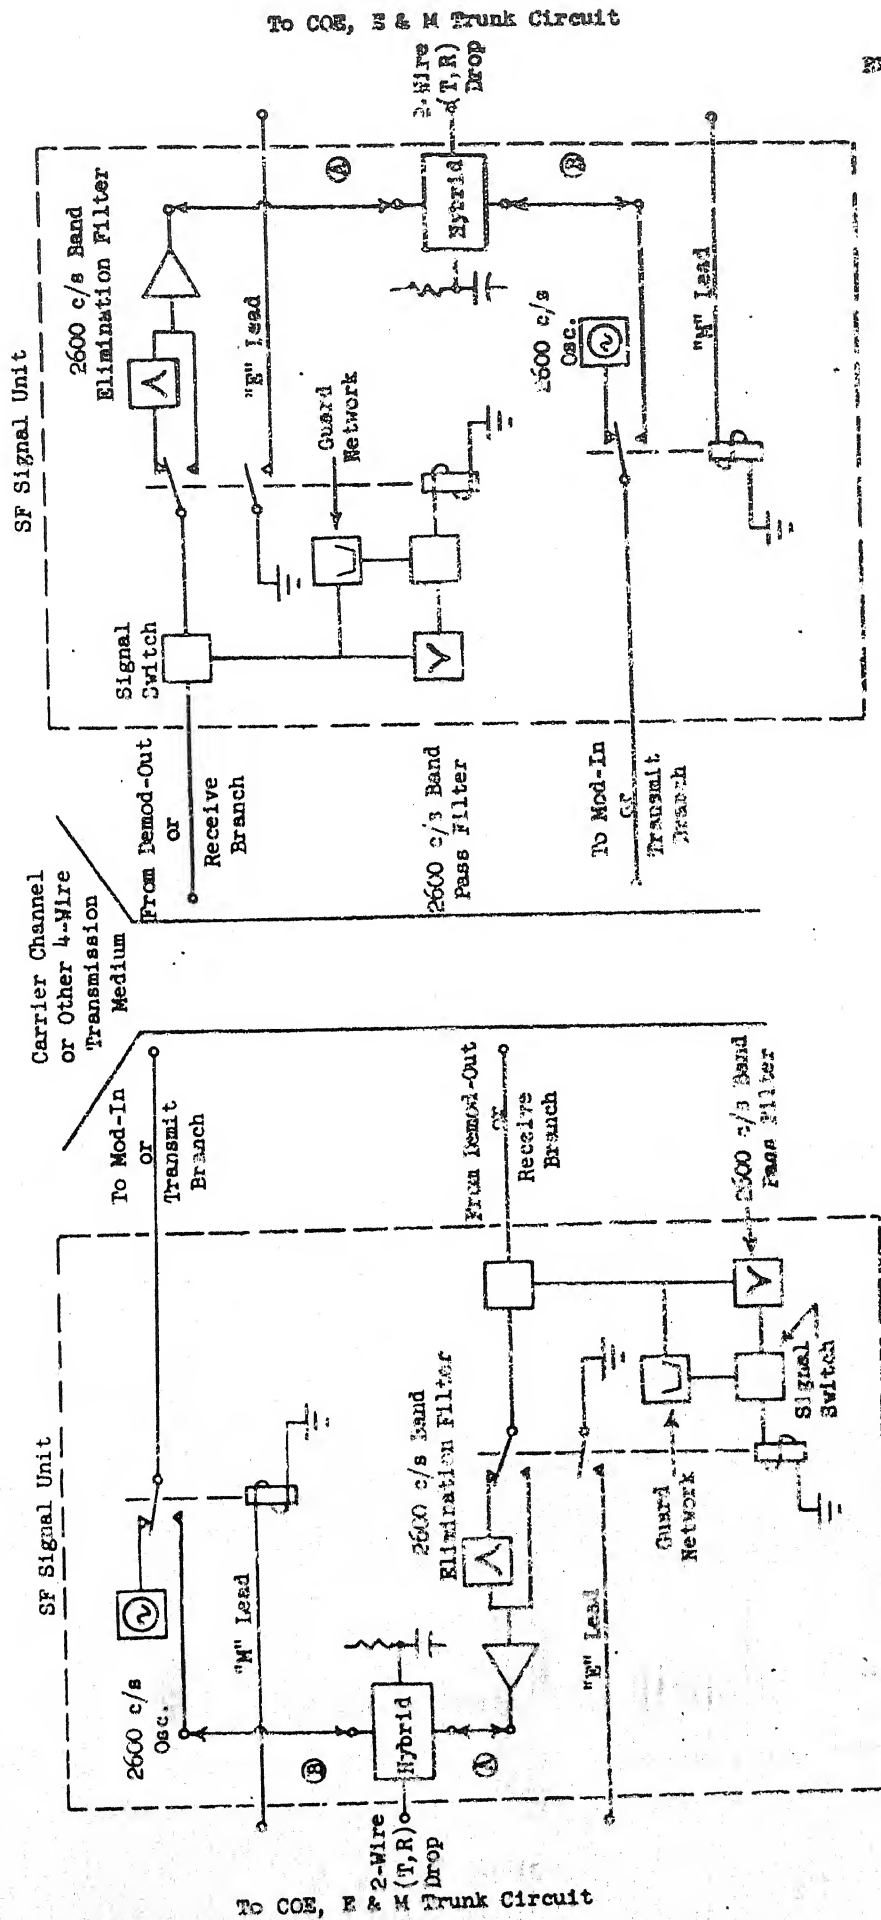 To COE, E & M Trunk Circuit
2-Wire
(T,R)
Drop
SF Signal Unit
2600 c/s Band
Elimination Filter
"E" Lead
Guard
Network
Signal
Switch
A
Hybrid
B
2600 c/s
Osc.
"M" Lead
From Demod-Out
or
Receive
Branch
2600 c/s Band
Pass Filter
To Mod-In
or
Transmit
Branch
Carrier Channel
or Other 4-Wire
Transmission
Medium
To Mod-In
or
Transmit
Branch
From Demod-Out
or
Receive
Branch
2600 c/s Band
Pass Filter
SF Signal Unit
2600 c/s
Osc.
"M" Lead
B
Hybrid
A
2600 c/s Band
Elimination Filter
"E" Lead
Guard
Network
Signal
Switch
2-Wire
(T,R)
Drop
To COE, E & M Trunk Circuit